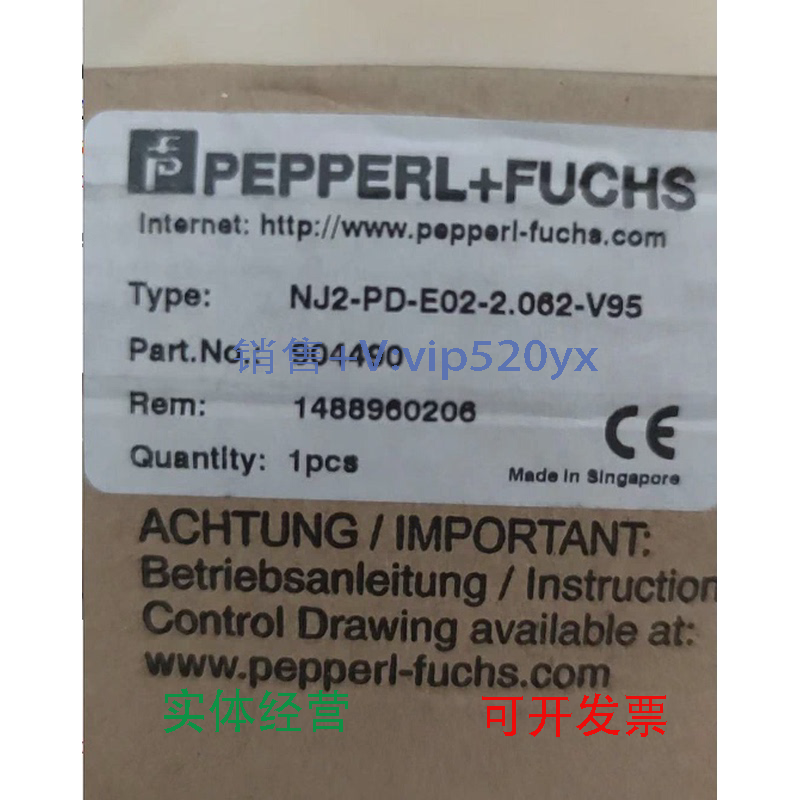 PEPPERL+FUCHS
Internet: http://www.pepperl-fuchs.com
Type: NJ2-PD-E02-2.062-V95
Part.No.: 904490
销售+V:vip520yx
Rem: 1488960206
CE
Quantity: 1pcs
Made in Singapore
ACHTUNG / IMPORTANT:
Betriebsanleitung / Instruction
Control Drawing available at:
www.pepperl-fuchs.com
实体经营 可开发票